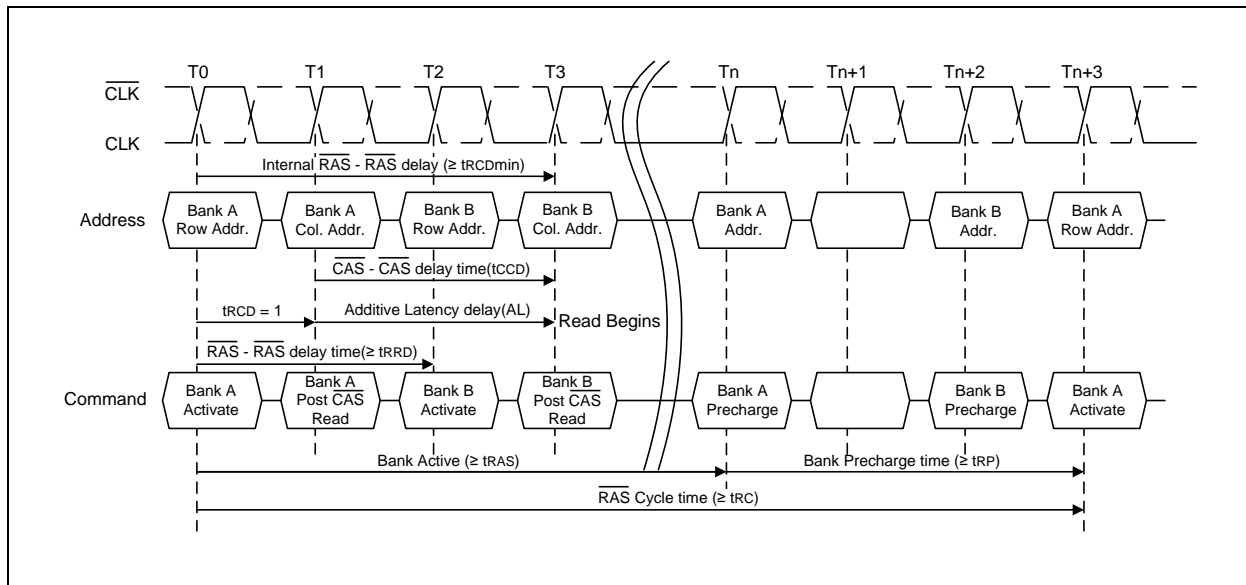 T0 T1 T2 T3 Tn Tn+1 Tn+2 Tn+3
CLK
CLK
Internal RAS - RAS delay (≥ tRCDmin)
Address
Bank A
Row Addr.
Bank A
Col. Addr.
Bank B
Row Addr.
Bank B
Col. Addr.
Bank A
Addr.
Bank B
Addr.
Bank A
Row Addr.
CAS - CAS delay time(tCCD)
tRCD = 1
Additive Latency delay(AL)
Read Begins
RAS - RAS delay time(≥ tRRD)
Command
Bank A
Activate
Bank A
Post CAS
Read
Bank B
Activate
Bank B
Post CAS
Read
Bank A
Precharge
Bank B
Precharge
Bank A
Activate
Bank Active (≥ tRAS)
Bank Precharge time (≥ tRP)
RAS Cycle time (≥ tRC)